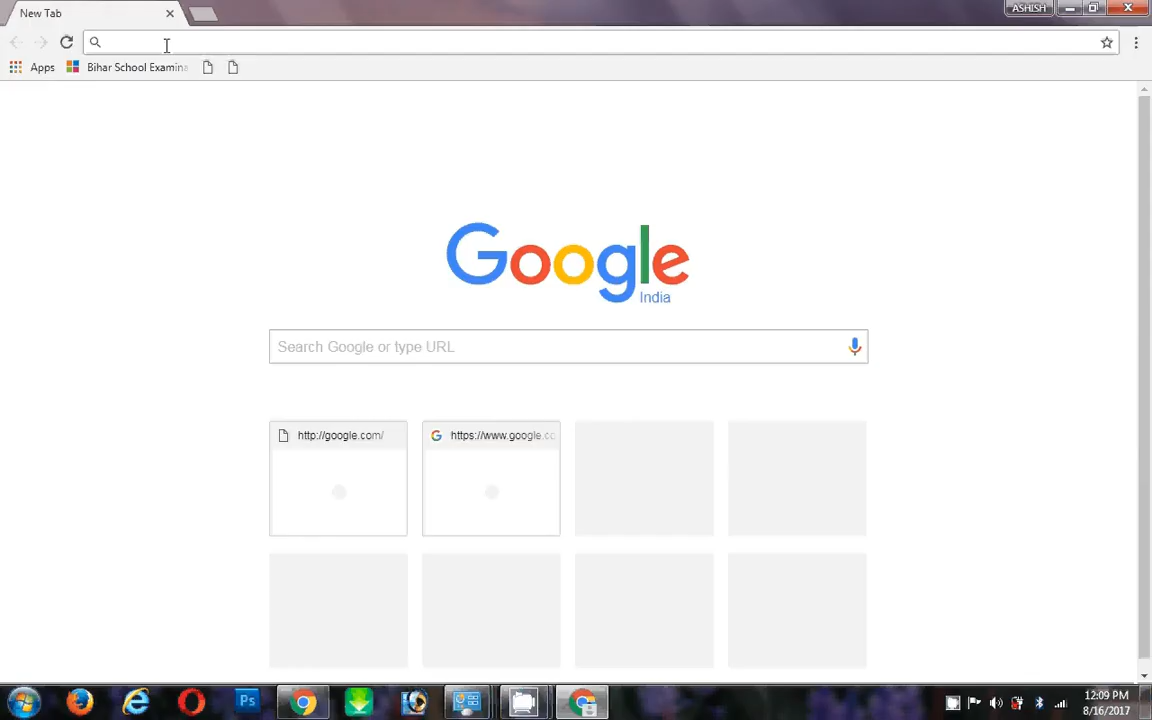 New Tab
ASHISH
Apps
Bihar School Examina
Google
India
Search Google or type URL
http://google.com/
https://www.google.co
Ps
12:09 PM
8/16/2017